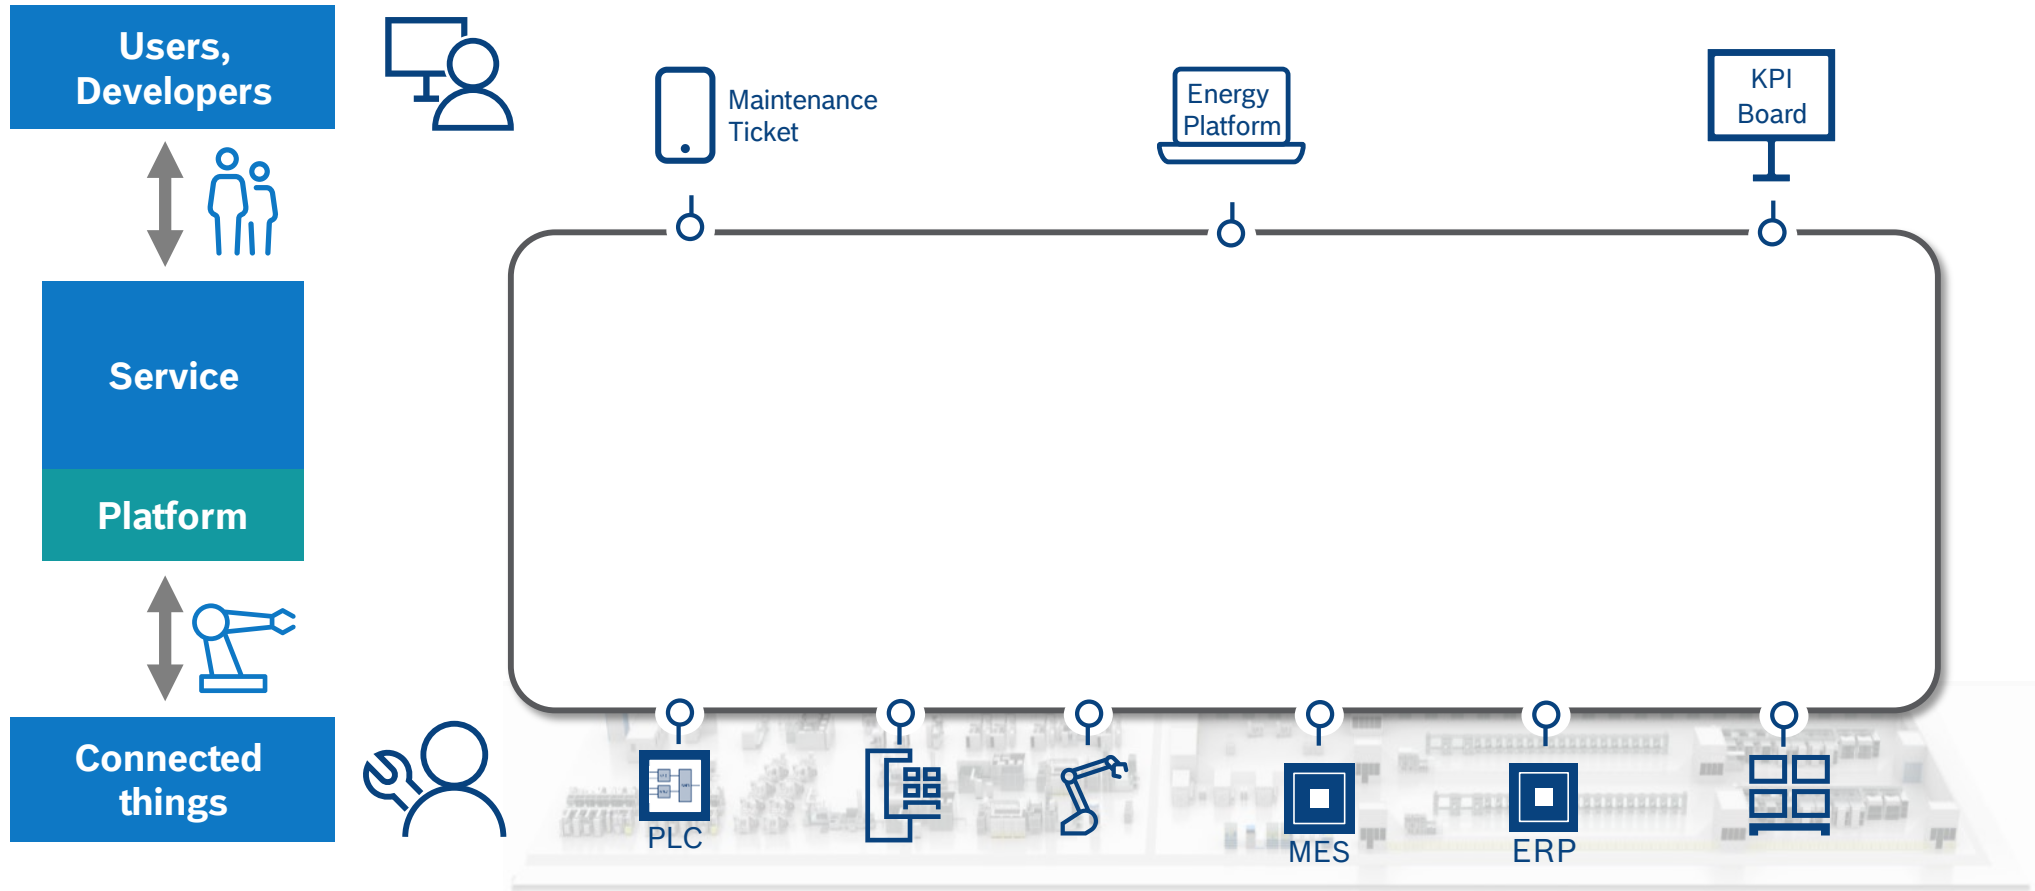 Users,
Developers
Maintenance
Ticket
Energy
Platform
KPI
Board
Service
Platform
Connected
things
PLC
MES
ERP